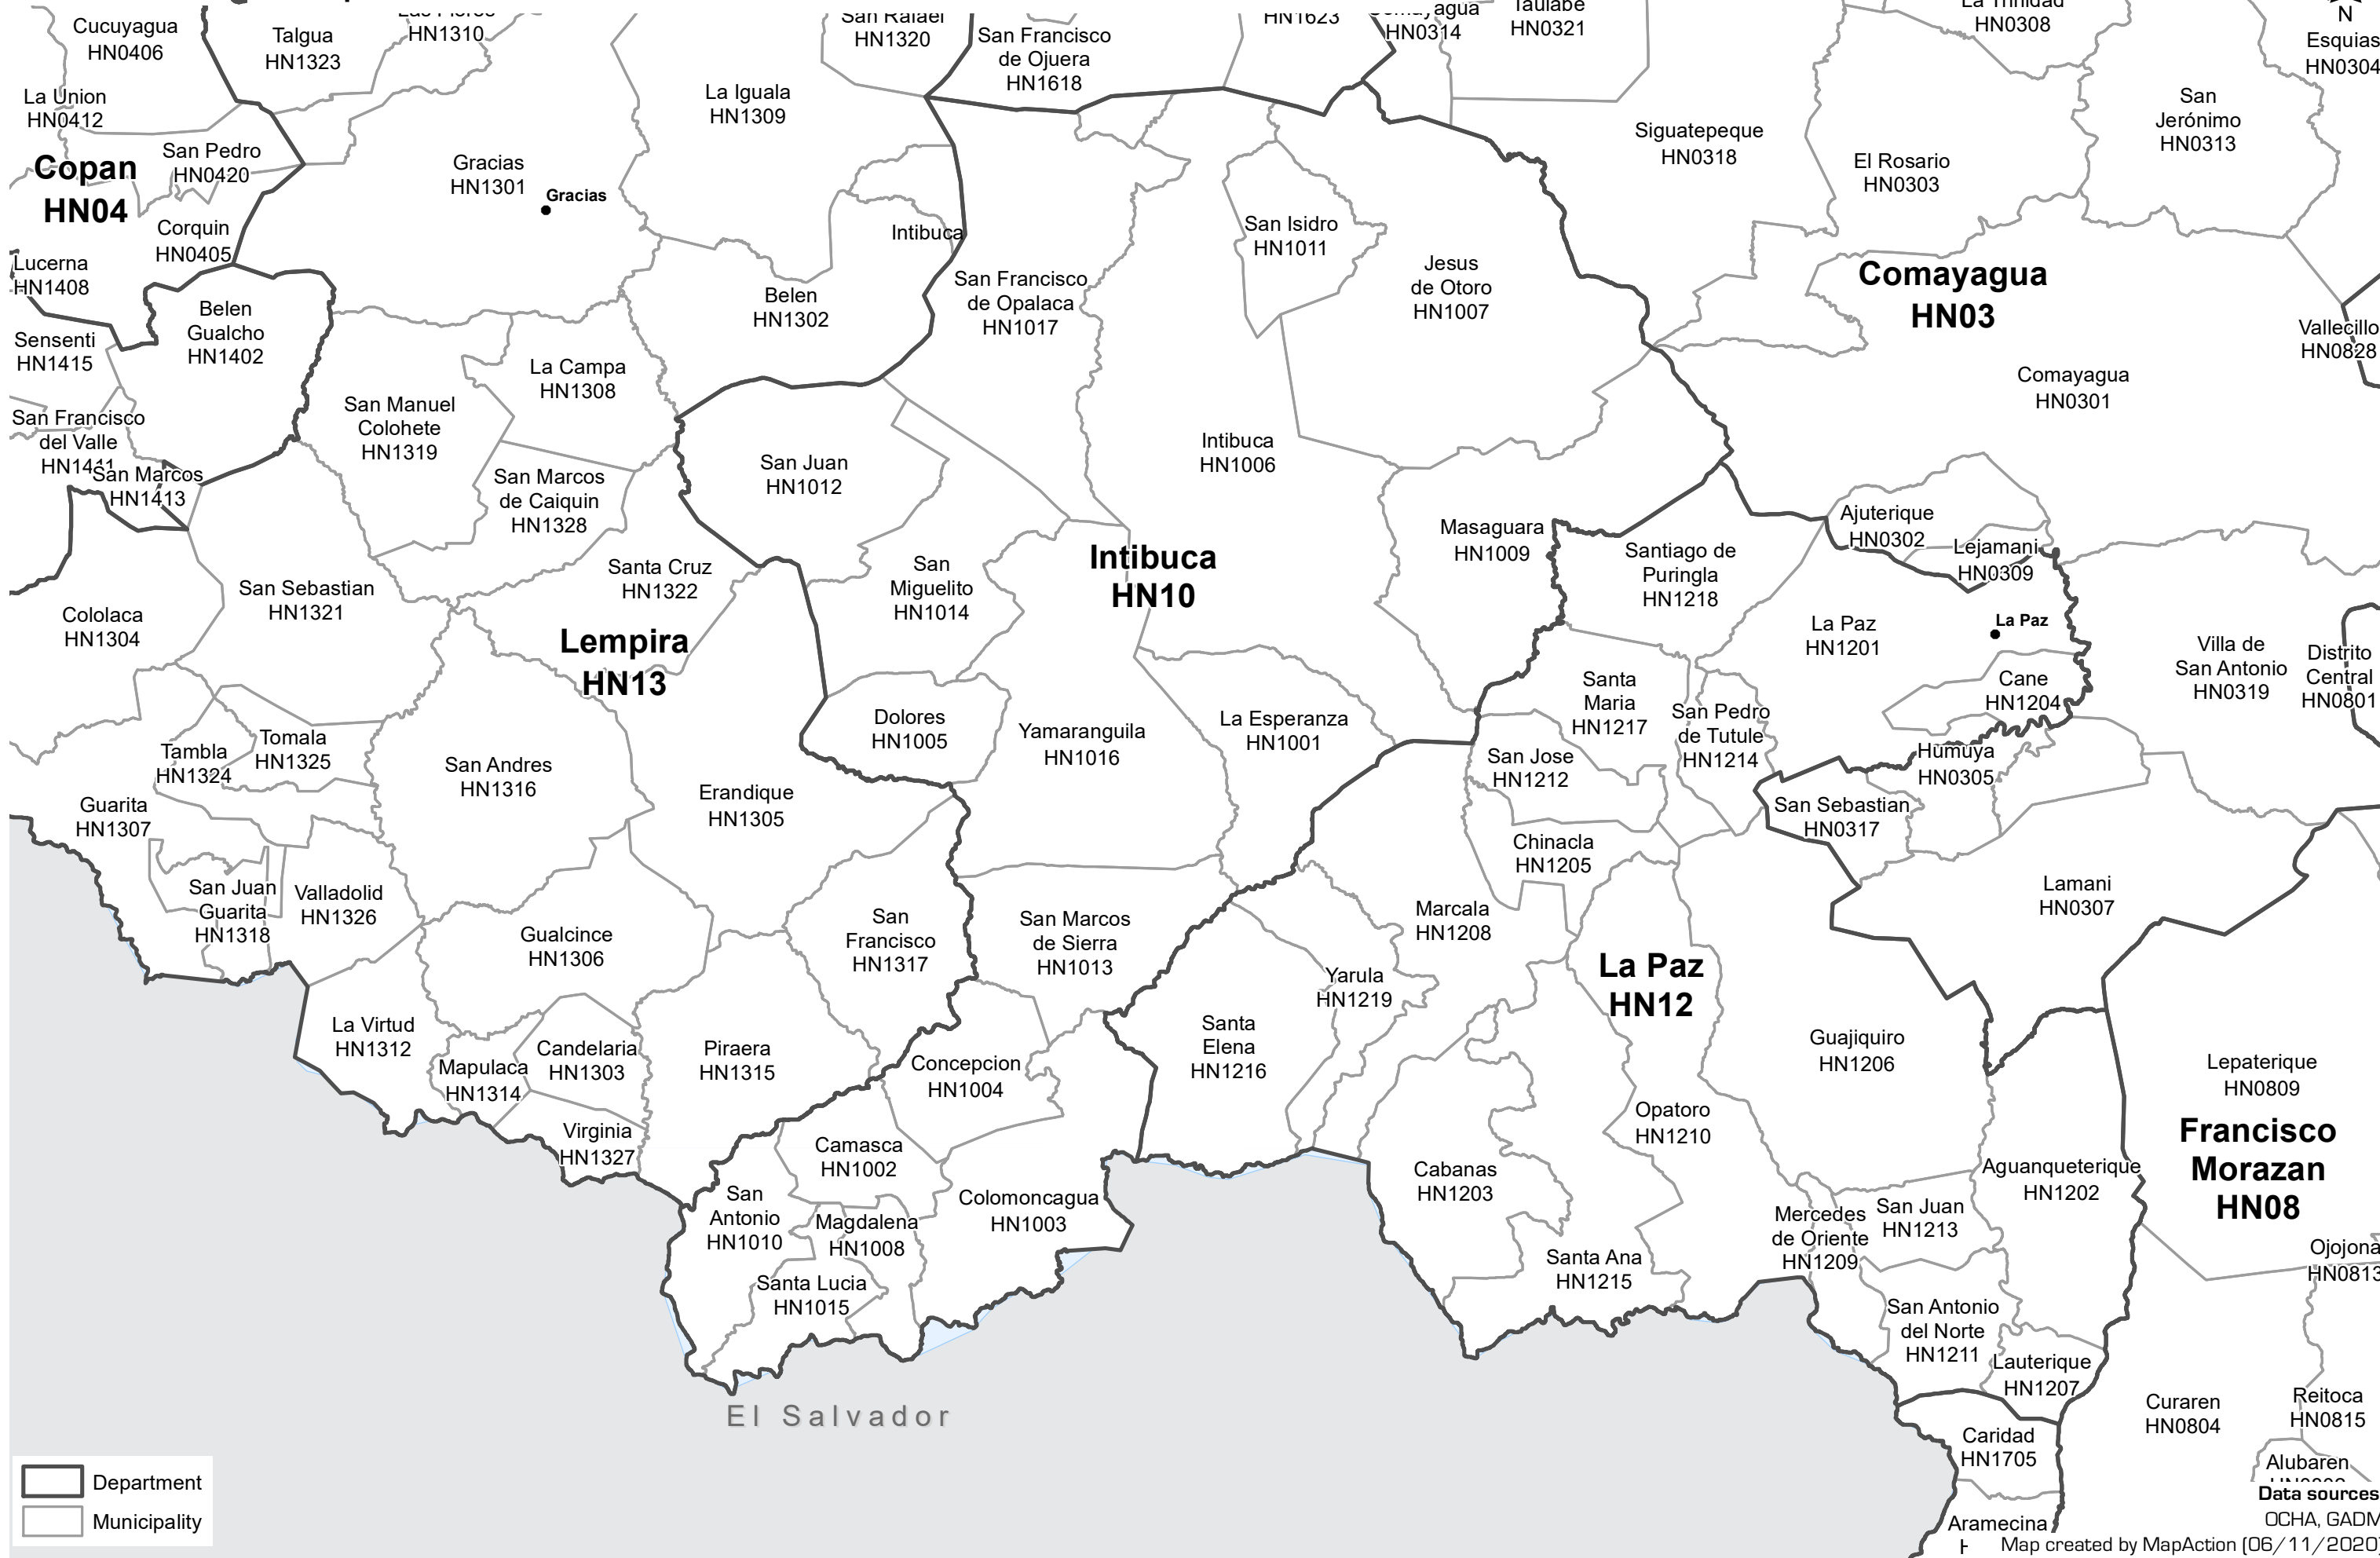 Cucuyagua
HN0406
Talgua
HN1323
HN1310
San Rafael
HN1320
San Francisco
de Ojuera
HN1618
HN1623
HN0314
Taulabe
HN0321
La Trinidad
HN0308
N
Esquias
HN0304
La Union
HN0412
La Iguala
HN1309
San
Jerónimo
HN0313
Siguatepeque
HN0318
San Pedro
HN0420
Copan
HN04
Gracias
HN1301
Gracias
El Rosario
HN0303
Corquin
HN0405
Intibuca
San Isidro
HN1011
Lucerna
HN1408
Jesus
de Otoro
HN1007
Comayagua
HN03
San Francisco
de Opalaca
HN1017
Belen
HN1302
Belen
Gualcho
HN1402
Sensenti
HN1415
Vallecillo
HN0828
La Campa
HN1308
Comayagua
HN0301
San Manuel
Colohete
HN1319
San Francisco
del Valle
HN1411
San Marcos
HN1413
Intibuca
HN1006
San Juan
HN1012
San Marcos
de Caiquin
HN1328
Masaguara
HN1009
Ajuterique
HN0302
Lejamani
HN0309
Santiago de
Puringla
HN1218
Intibuca
HN10
San
Miguelito
HN1014
Santa Cruz
HN1322
San Sebastian
HN1321
Cololaca
HN1304
La Paz
HN1201
La Paz
Lempira
HN13
Villa de
San Antonio
HN0319
Distrito
Central
HN0801
Cane
HN1204
Santa
Maria
HN1217
San Pedro
de Tutule
HN1214
Dolores
HN1005
Yamaranguila
HN1016
La Esperanza
HN1001
Tambla
HN1324
Tomala
HN1325
San Andres
HN1316
San Jose
HN1212
Humuya
HN0305
Erandique
HN1305
Guarita
HN1307
San Sebastian
HN0317
Chinacla
HN1205
San Juan
Guarita
HN1318
Valladolid
HN1326
Lamani
HN0307
Marcala
HN1208
San
Francisco
HN1317
San Marcos
de Sierra
HN1013
Gualcince
HN1306
La Paz
HN12
Yarula
HN1219
La Virtud
HN1312
Santa
Elena
HN1216
Guajiquiro
HN1206
Candelaria
HN1303
Piraera
HN1315
Mapulaca
HN1314
Concepcion
HN1004
Lepaterique
HN0809
Opatoro
HN1210
Francisco
Morazan
HN08
Virginia
HN1327
Camasca
HN1002
Cabanas
HN1203
Aguanqueterique
HN1202
San
Antonio
HN1010
Colomoncagua
HN1003
Magdalena
HN1008
Mercedes
de Oriente
HN1209
San Juan
HN1213
Ojojona
HN0813
Santa Ana
HN1215
Santa Lucia
HN1015
San Antonio
del Norte
HN1211
Lauterique
HN1207
El Salvador
Curaren
HN0804
Reitoca
HN0815
Caridad
HN1705
Alubaren
Department
Municipality
Aramecina
Data sources
OCHA, GADM
Map created by MapAction (06/11/2020)